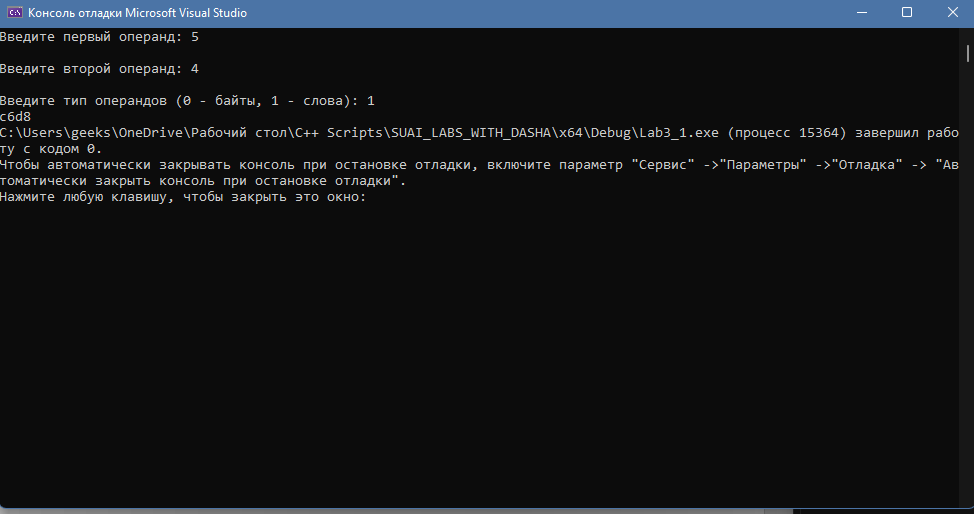 Консоль отладки Microsoft Visual Studio
Введите первый операнд: 5
Введите второй операнд: 4
Введите тип операндов (0 - байты, 1 - слова): 1
c6d8
C:\Users\geeks\OneDrive\Рабочий стол\C++ Scripts\SUAI_LABS_WITH_DASHA\x64\Debug\Lab3_1.exe (процесс 15364) завершил рабо
ту с кодом 0.
Чтобы автоматически закрывать консоль при остановке отладки, включите параметр "Сервис" ->"Параметры" ->"Отладка" -> "Ав
томатически закрыть консоль при остановке отладки".
Нажмите любую клавишу, чтобы закрыть это окно: